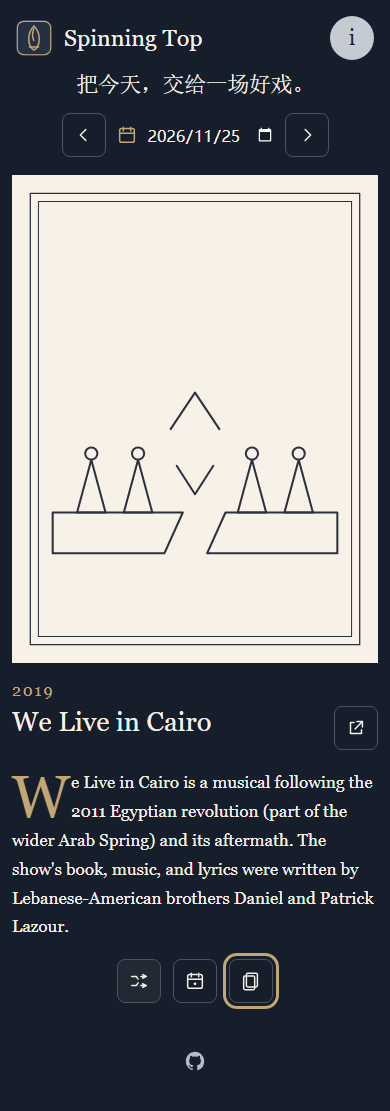 Spinning Top
i
把今天，交给一场好戏。
2026/11/25
2019
We Live in Cairo
We Live in Cairo is a musical following the
2011 Egyptian revolution (part of the
wider Arab Spring) and its aftermath. The
show's book, music, and lyrics were written by
Lebanese-American brothers Daniel and Patrick
Lazour.